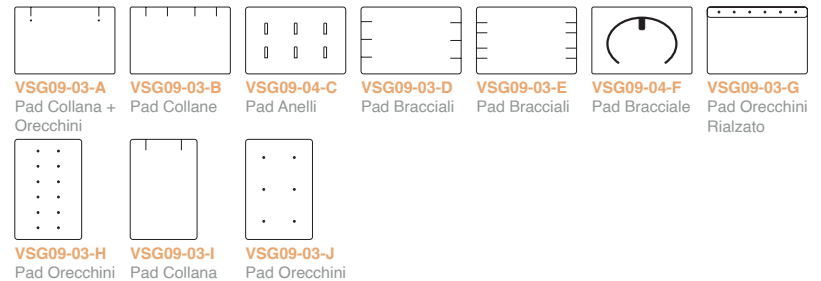 VSG09-03-A
Pad Collana +
Orecchini
VSG09-03-B
Pad Collane
VSG09-04-C
Pad Anelli
VSG09-03-D
Pad Bracciali
VSG09-03-E
Pad Bracciali
VSG09-04-F
Pad Bracciale
VSG09-03-G
Pad Orecchini
Rialzato
VSG09-03-H
Pad Orecchini
VSG09-03-I
Pad Collana
VSG09-03-J
Pad Orecchini